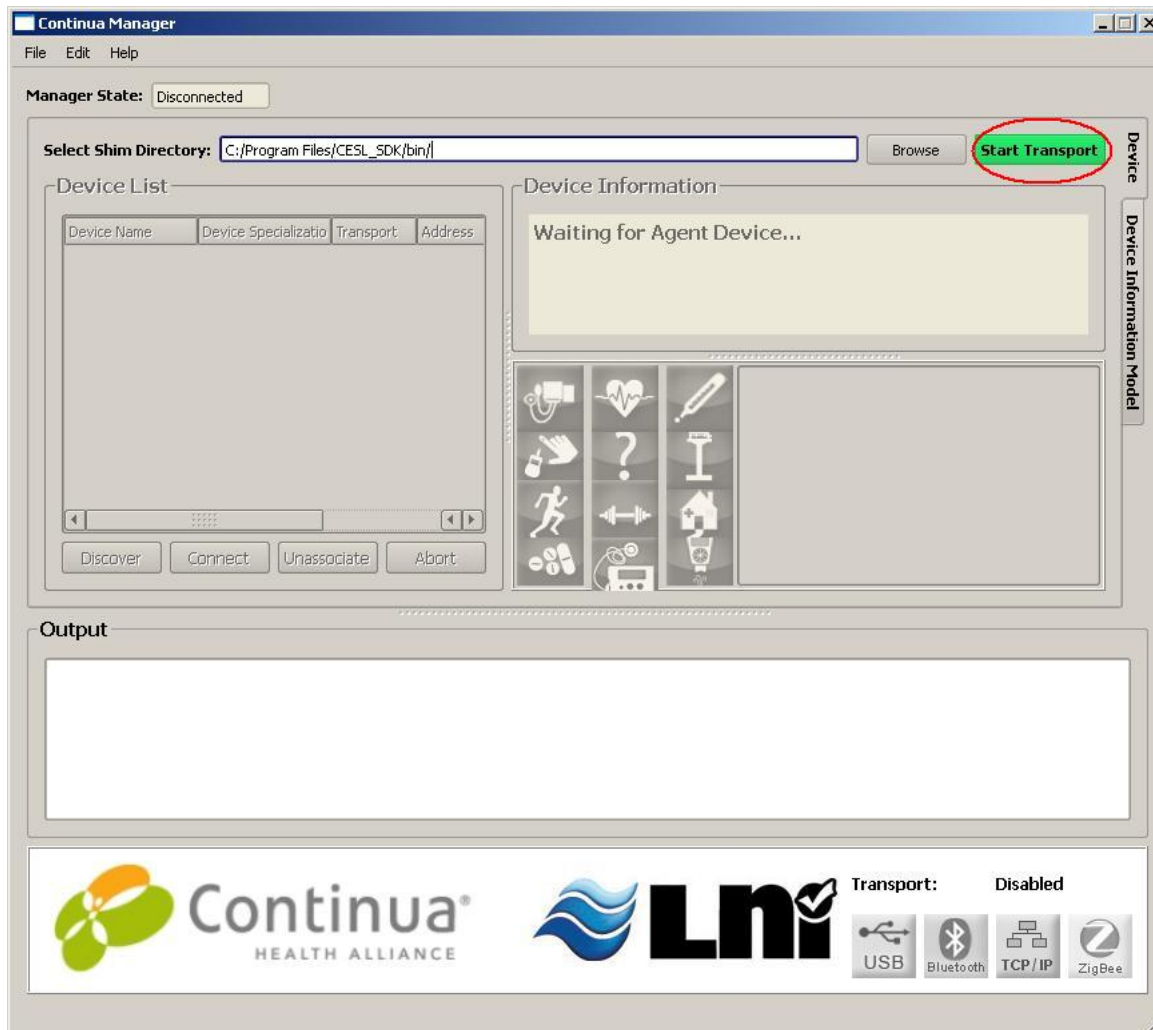 Continua Manager
File Edit Help
Manager State: Disconnected
Select Shim Directory: C:/Program Files/CESL_SDK/bin/ Browse Start Transport
Device
Device Information Model
Device List
Device Name Device Specializatio Transport Address
Discover Connect Unassociate Abort
Device Information
Waiting for Agent Device...
?
Output
Continua®
HEALTH ALLIANCE
LNI
Transport: Disabled
USB Bluetooth TCP/IP ZigBee